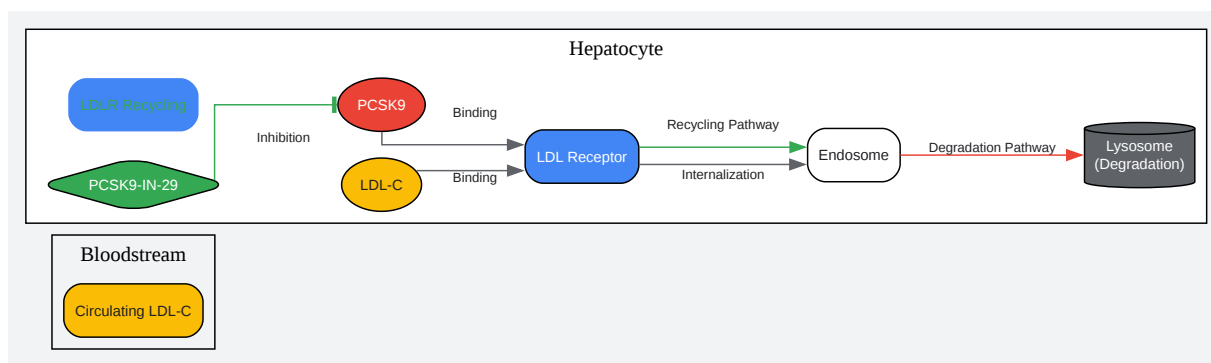 Hepatocyte
LDLR Recycling
PCSK9
Binding
Inhibition
Recycling Pathway
LDL Receptor
Endosome
Degradation Pathway
Lysosome
(Degradation)
PCSK9-IN-29
LDL-C
Binding
Internalization
Bloodstream
Circulating LDL-C